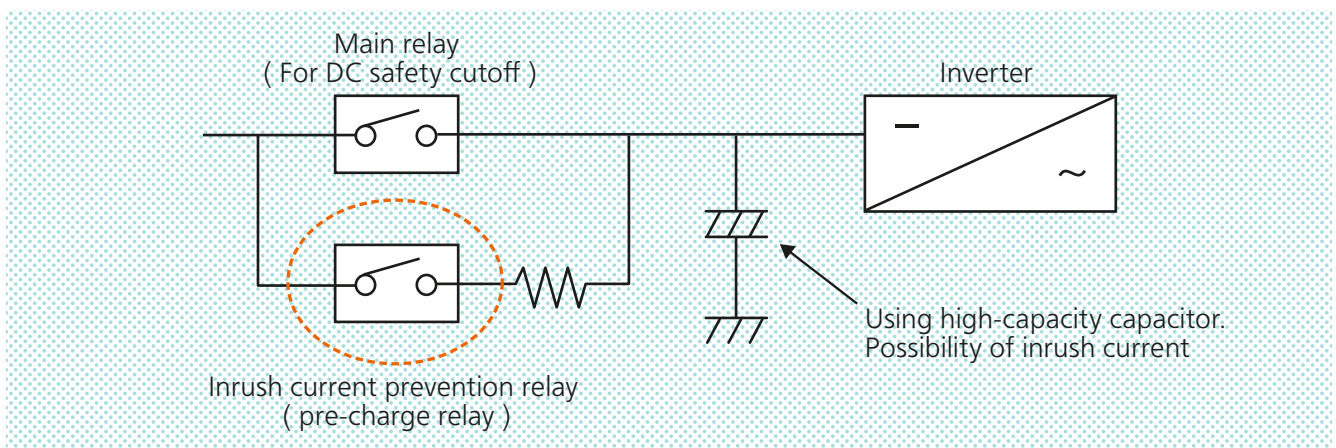 Main relay
( For DC safety cutoff )
Inverter
Using high-capacity capacitor.
Possibility of inrush current
Inrush current prevention relay
( pre-charge relay )